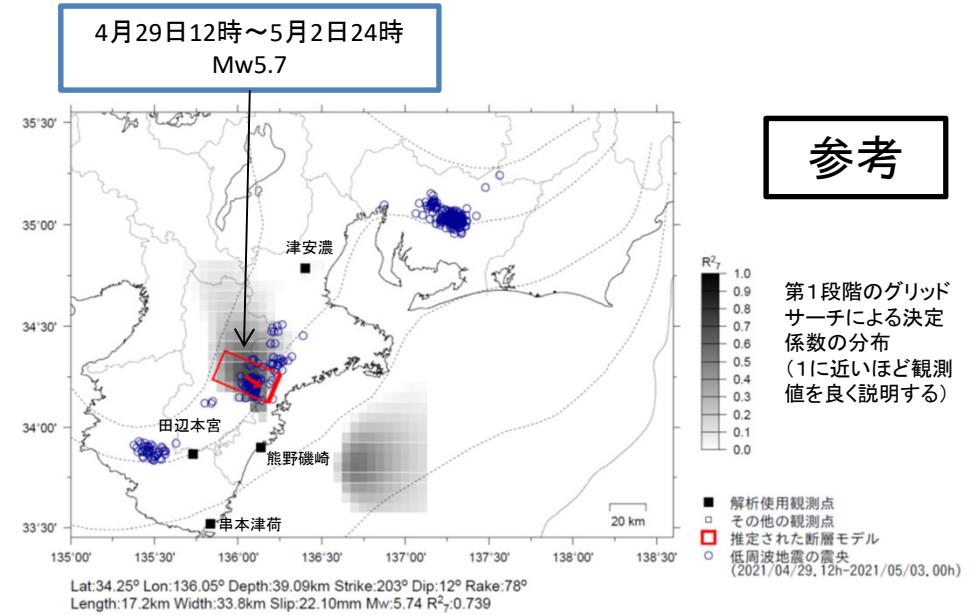 4月29日12時～5月2日24時
Mw5.7
参考
35°30'
35°00'
34°30'
34°00'
33°30'
135°00'
135°30'
136°00'
136°30'
137°00'
137°30'
138°00'
138°30'
津安濃
田辺本宮
熊野磯崎
串本津荷
20 km
R²₇
1.0
0.9
0.8
0.7
0.6
0.5
0.4
0.3
0.2
0.1
0.0
第１段階のグリッド
サーチによる決定
係数の分布
（１に近いほど観測
値を良く説明する）
解析使用観測点
その他の観測点
推定された断層モデル
低周波地震の震央
(2021/04/29,12h-2021/05/03,00h)
Lat:34.25° Lon:136.05° Depth:39.09km Strike:203° Dip:12° Rake:78°
Length:17.2km Width:33.8km Slip:22.10mm Mw:5.74 R²₇:0.739